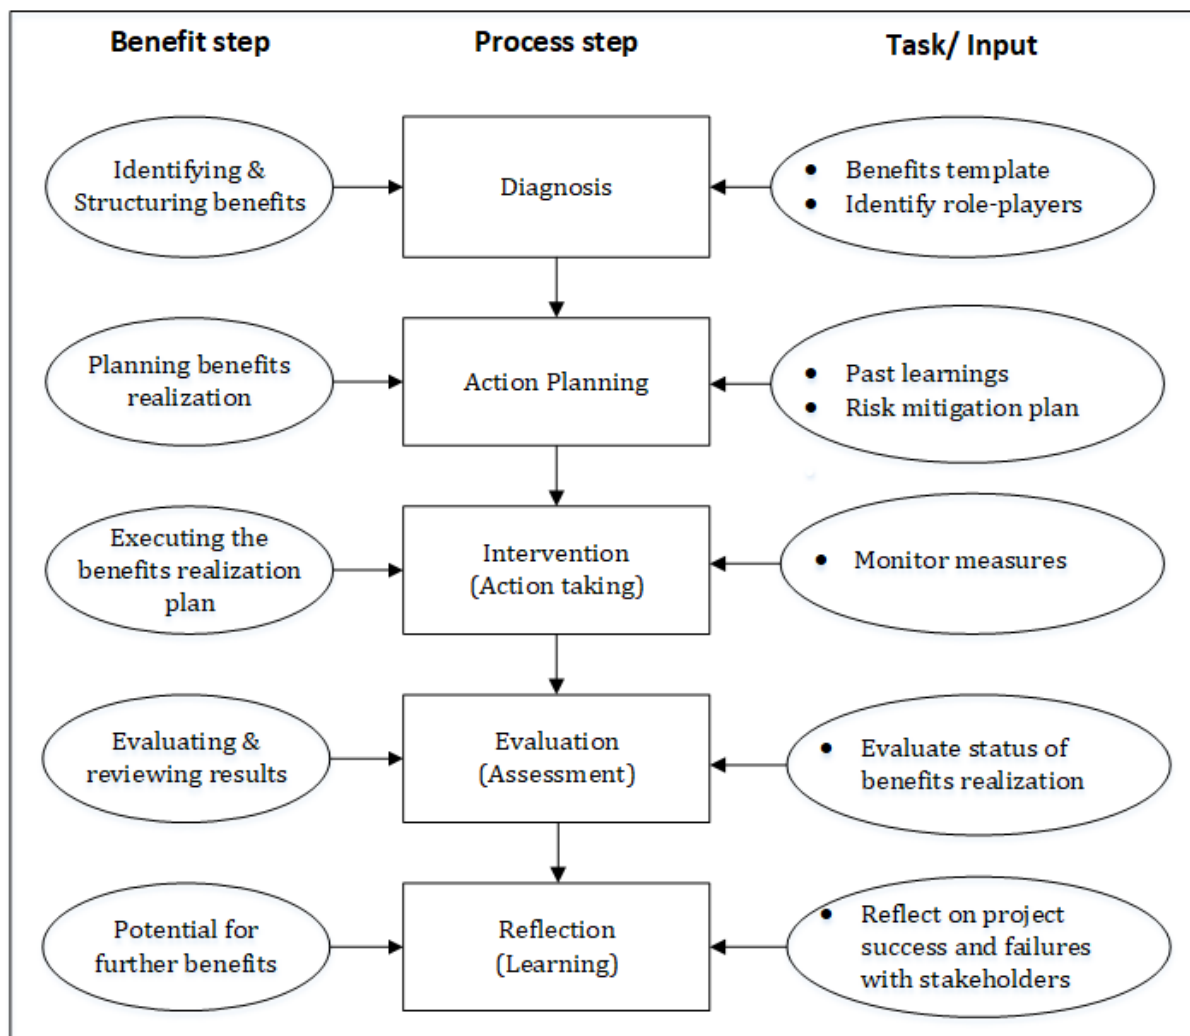 Benefit step
Process step
Task/ Input
Identifying &
Structuring benefits
Diagnosis
• Benefits template
• Identify role-players
Planning benefits
realization
Action Planning
• Past learnings
• Risk mitigation plan
Executing the
benefits realization
plan
Intervention
(Action taking)
• Monitor measures
Evaluating &
reviewing results
Evaluation
(Assessment)
• Evaluate status of
benefits realization
Potential for
further benefits
Reflection
(Learning)
• Reflect on project
success and failures
with stakeholders